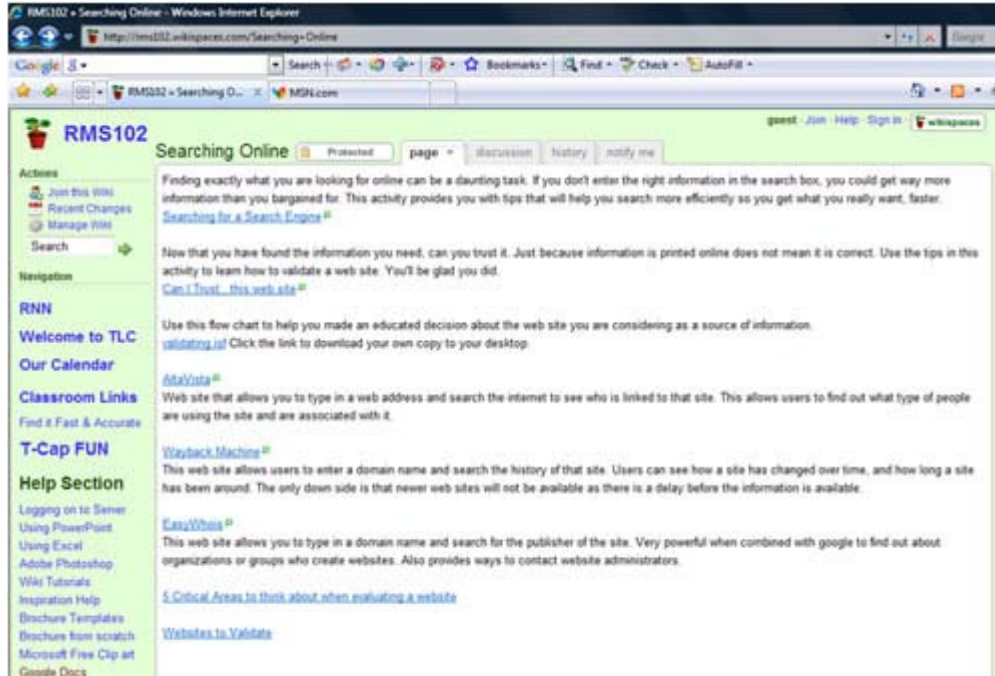 RMS102 » Searching Online - Windows Internet Explorer
http://rms102.wikispaces.com/Searching+Online
Google
Google Search Bookmarks Find Check AutoFill
RMS102 » Searching O... MSN.com
guest Join Help Sign In wikispaces
RMS102
Searching Online Protected page discussion history notify me
Actions
Join this Wiki
Recent Changes
Manage Wiki
Search
Navigation
RNN
Welcome to TLC
Our Calendar
Classroom Links
Find it Fast & Accurate
T-Cap FUN
Help Section
Logging on to Server
Using PowerPoint
Using Excel
Adobe Photoshop
Wiki Tutorials
Inspiration Help
Brochure Templates
Brochure from scratch
Microsoft Free Clip art
Google Docs
Finding exactly what you are looking for online can be a daunting task. If you don't enter the right information in the search box, you could get way more
information than you bargained for. This activity provides you with tips that will help you search more efficiently so you get what you really want, faster.
Searching for a Search Engine
Now that you have found the information you need, can you trust it. Just because information is printed online does not mean it is correct. Use the tips in this
activity to learn how to validate a web site. You'll be glad you did.
Can I Trust...this web site
Use this flow chart to help you made an educated decision about the web site you are considering as a source of information.
validating.isf Click the link to download your own copy to your desktop.
AltaVista
Web site that allows you to type in a web address and search the internet to see who is linked to that site. This allows users to find out what type of people
are using the site and are associated with it.
Wayback Machine
This web site allows users to enter a domain name and search the history of that site. Users can see how a site has changed over time, and how long a site
has been around. The only down side is that newer web sites will not be available as there is a delay before the information is available.
EasyWhois
This web site allows you to type in a domain name and search for the publisher of the site. Very powerful when combined with google to find out about
organizations or groups who create websites. Also provides ways to contact website administrators.
5 Critical Areas to think about when evaluating a website
Websites to Validate